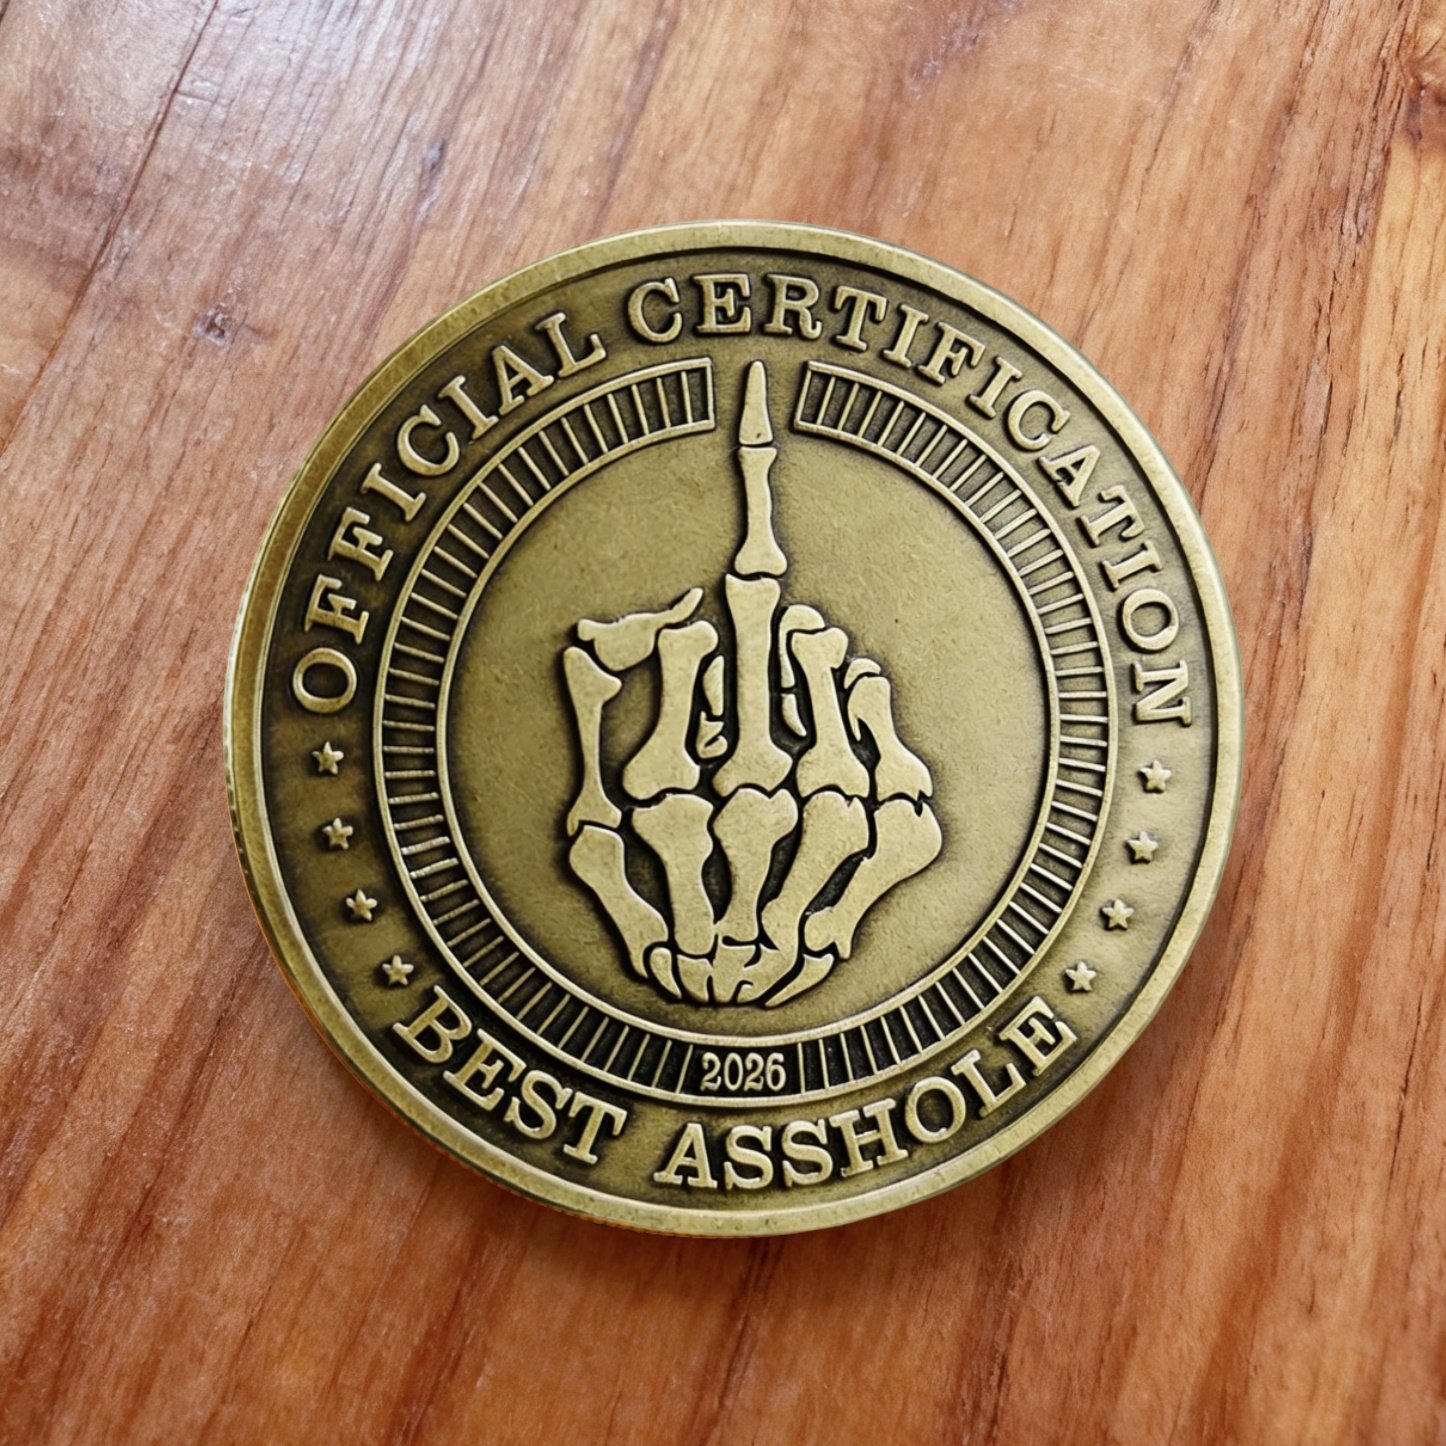 OFFICIAL CERTIFICATION
2026
BEST ASSHOLE